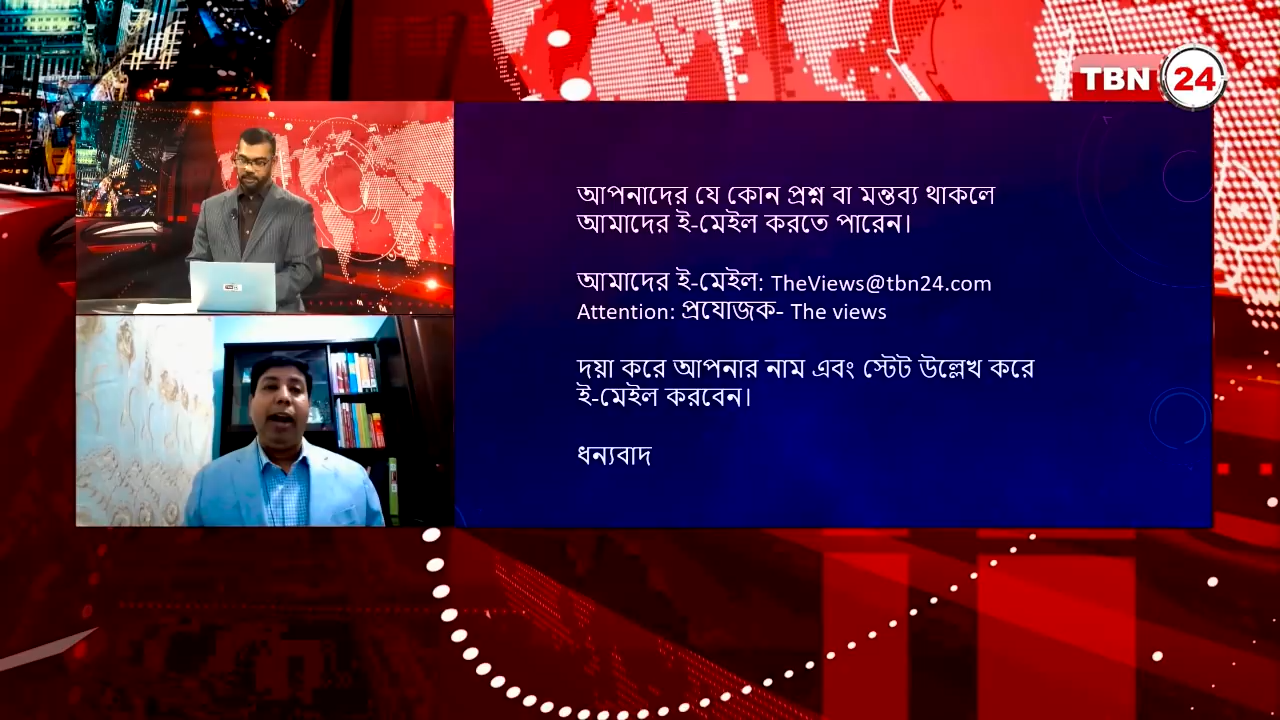 TBN 24
আপনাদের যে কোন প্রশ্ন বা মন্তব্য থাকলে
আমাদের ই-মেইল করতে পারেন।
আমাদের ই-মেইল: TheViews@tbn24.com
Attention: প্রযোজক- The views
দয়া করে আপনার নাম এবং স্টেট উল্লেখ করে
ই-মেইল করবেন।
ধন্যবাদ